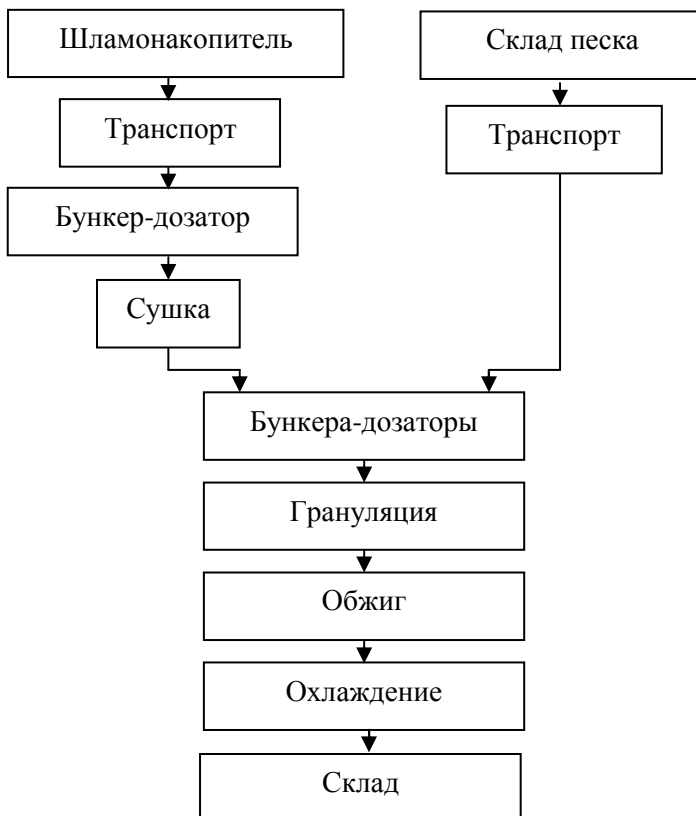 Шламонакопитель
Склад песка
Транспорт
Транспорт
Бункер-дозатор
Сушка
Бункера-дозаторы
Грануляция
Обжиг
Охлаждение
Склад